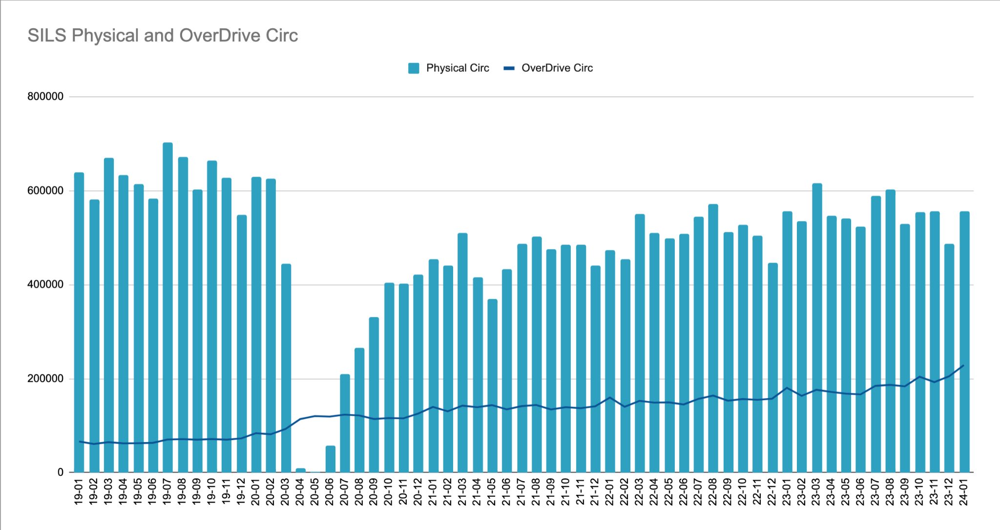 SILS Physical and OverDrive Circ
Physical Circ OverDrive Circ
800000
600000
400000
200000
0
19-01 19-02 19-03 19-04 19-05 19-06 19-07 19-08 19-09 19-10 19-11 19-12 20-01 20-02 20-03 20-04 20-05 20-06 20-07 20-08 20-09 20-10 20-11 20-12 21-01 21-02 21-03 21-04 21-05 21-06 21-07 21-08 21-09 21-10 21-11 21-12 22-01 22-02 22-03 22-04 22-05 22-06 22-07 22-08 22-09 22-10 22-11 22-12 23-01 23-02 23-03 23-04 23-05 23-06 23-07 23-08 23-09 23-10 23-11 23-12 24-01